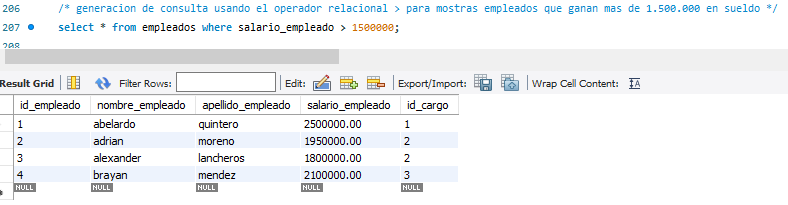 206 /* generacion de consulta usando el operador relacional > para mostras empleados que ganan mas de 1.500.000 en sueldo */
207 select * from empleados where salario_empleado > 1500000;
208
Result Grid Filter Rows: Edit: Export/Import: Wrap Cell Content:
id_empleado nombre_empleado apellido_empleado salario_empleado id_cargo
1 abelardo quintero 2500000.00 1
2 adrian moreno 1950000.00 2
3 alexander lancheros 1800000.00 2
4 brayan mendez 2100000.00 3
NULL NULL NULL NULL NULL